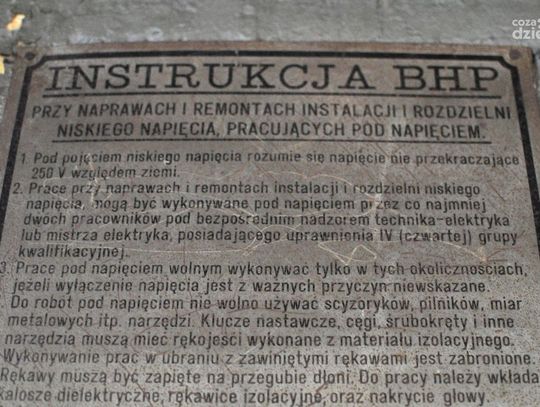 coza
dzień
INSTRUKCJA BHP
PRZY NAPRAWACH I REMONTACH INSTALACJI I ROZDZIELNI
NISKIEGO NAPIĘCIA, PRACUJĄCYCH POD NAPIĘCIEM.
1. Pod pojęciem niskiego napięcia rozumie się napięcie nie przekraczające
250 V względem ziemi.
2. Prace przy naprawach i remontach instalacji i rozdzielni niskiego
napięcia, mogą być wykonywane pod napięciem przez co najmniej
dwóch pracowników pod bezpośrednim nadzorem technika-elektryka
lub mistrza elektryka, posiadającego uprawnienia IV (czwartej) grupy
kwalifikacyjnej.
3. Prace pod napięciem wolnym wykonywać tylko w tych okolicznościach,
jeżeli wyłączenie napięcia jest z ważnych przyczyn niewskazane.
Do robót pod napięciem nie wolno używać scyzoryków, pilników, miar
metalowych itp. narzędzi. Klucze nastawcze, cęgi, śrubokręty i inne
narzędzia muszą mieć rękojeści wykonane z materiału izolacyjnego.
Wykonywanie prac w ubraniu z zawiniętymi rękawami jest zabronione.
Rękawy muszą być zapięte na przegubie dłoni. Do pracy należy wkłada
kalosze dielektryczne, rękawice izolacyjne, oraz nakrycie głowy.